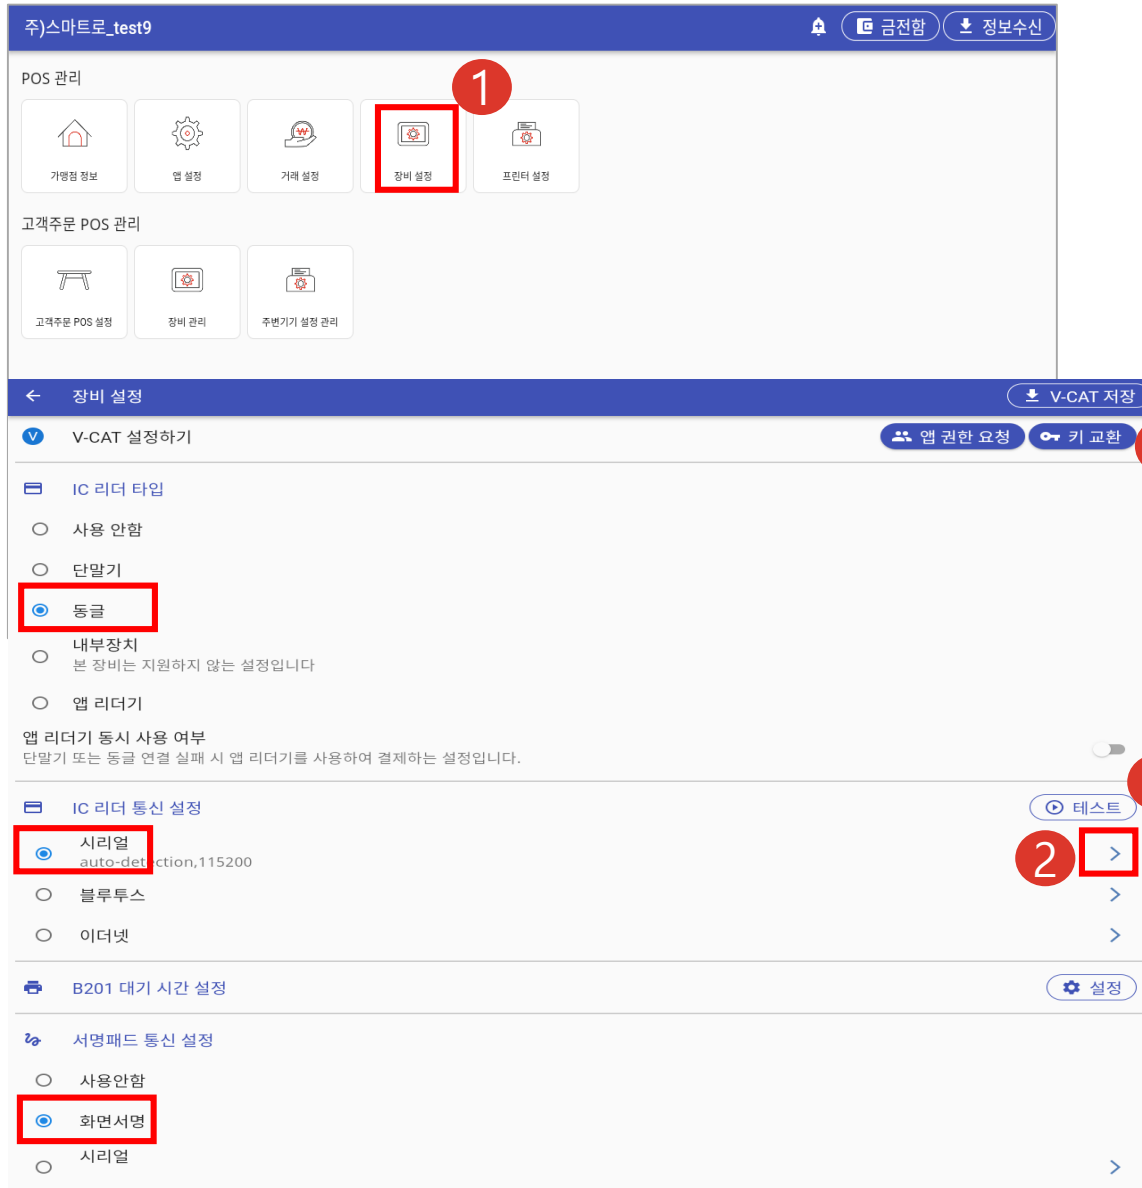 주)스마트로_test9
금전함
정보수신
POS 관리
1
가맹점 정보
앱 설정
거래 설정
장비 설정
프린터 설정
고객주문 POS 관리
고객주문 POS 설정
장비 관리
주변기기 설정 관리
장비 설정
V-CAT 저장
V
V-CAT 설정하기
앱 권한 요청
키 교환
IC 리더 타입
사용 안함
단말기
동글
내부장치
본 장비는 지원하지 않는 설정입니다
앱 리더기
앱 리더기 동시 사용 여부
단말기 또는 동글 연결 실패 시 앱 리더기를 사용하여 결제하는 설정입니다.
IC 리더 통신 설정
테스트
시리얼
auto-detection,115200
2
블루투스
이더넷
B201 대기 시간 설정
설정
서명패드 통신 설정
사용안함
화면서명
시리얼